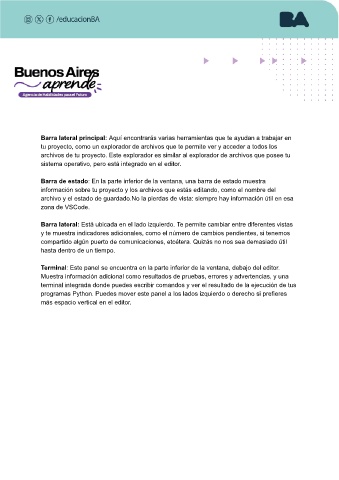 /educacionBA
BA
Buenos Aires
aprende
Agencia de Habilidades para el Futuro
Barra lateral principal: Aquí encontrarás varias herramientas que te ayudan a trabajar en
tu proyecto, como un explorador de archivos que te permite ver y acceder a todos los
archivos de tu proyecto. Este explorador es similar al explorador de archivos que posee tu
sistema operativo, pero está integrado en el editor.
Barra de estado: En la parte inferior de la ventana, una barra de estado muestra
información sobre tu proyecto y los archivos que estás editando, como el nombre del
archivo y el estado de guardado.No la pierdas de vista: siempre hay información útil en esa
zona de VSCode.
Barra lateral: Está ubicada en el lado izquierdo. Te permite cambiar entre diferentes vistas
y te muestra indicadores adicionales, como el número de cambios pendientes, si tenemos
compartido algún puerto de comunicaciones, etcétera. Quizás no nos sea demasiado útil
hasta dentro de un tiempo.
Terminal: Este panel se encuentra en la parte inferior de la ventana, debajo del editor.
Muestra información adicional como resultados de pruebas, errores y advertencias, y una
terminal integrada donde puedes escribir comandos y ver el resultado de la ejecución de tus
programas Python. Puedes mover este panel a los lados izquierdo o derecho si prefieres
más espacio vertical en el editor.